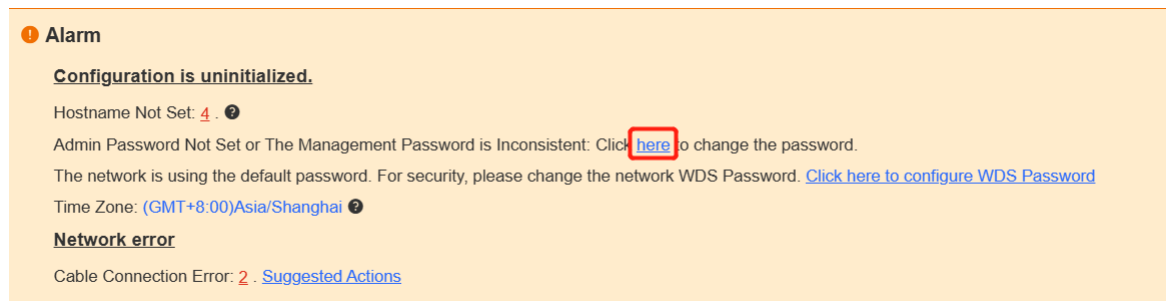 Alarm
Configuration is uninitialized.
Hostname Not Set: 4 .
Admin Password Not Set or The Management Password is Inconsistent: Click here to change the password.
The network is using the default password. For security, please change the network WDS Password. Click here to configure WDS Password
Time Zone: (GMT+8:00)Asia/Shanghai
Network error
Cable Connection Error: 2 . Suggested Actions